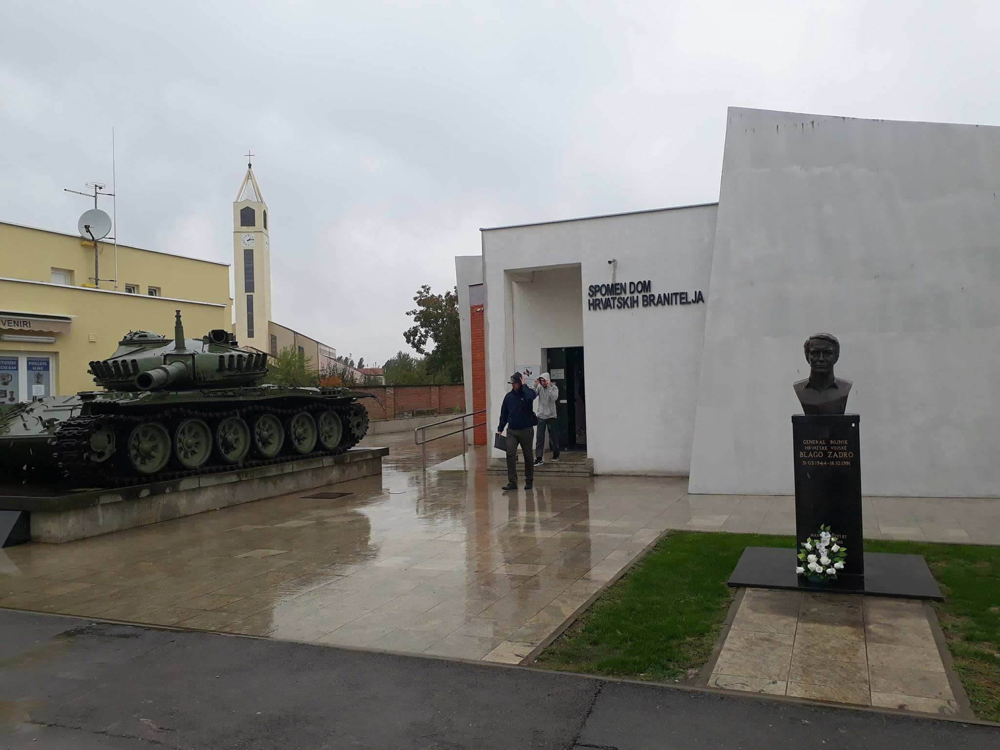 VENIRI
POKLONI
SLIKE
SPOMEN DOM
HRVATSKIH BRANITELJA
GENERAL BOJNIK
HRVATSKE VOJSKE
BLAGO ZADRO
31.03.1944-16.10.1991